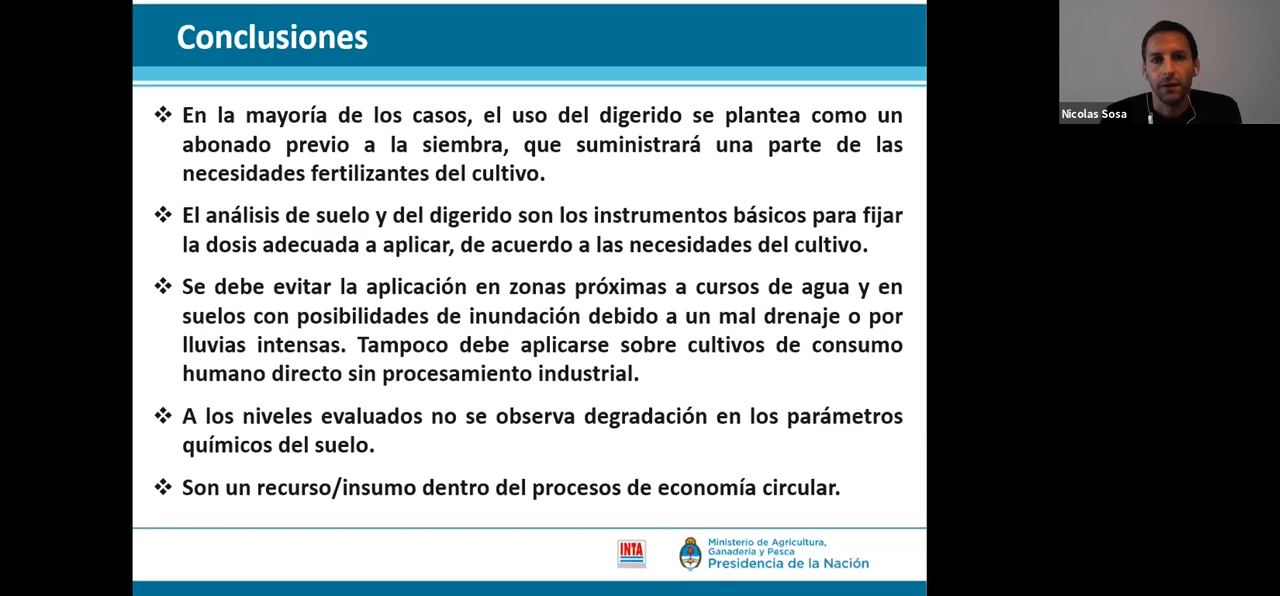 Conclusiones
En la mayoría de los casos, el uso del digerido se plantea como un
abonado previo a la siembra, que suministrará una parte de las
necesidades fertilizantes del cultivo.
El análisis de suelo y del digerido son los instrumentos básicos para fijar
la dosis adecuada a aplicar, de acuerdo a las necesidades del cultivo.
Se debe evitar la aplicación en zonas próximas a cursos de agua y en
suelos con posibilidades de inundación debido a un mal drenaje o por
lluvias intensas. Tampoco debe aplicarse sobre cultivos de consumo
humano directo sin procesamiento industrial.
A los niveles evaluados no se observa degradación en los parámetros
químicos del suelo.
Son un recurso/insumo dentro del procesos de economía circular.
INTA
Ministerio de Agricultura,
Ganadería y Pesca
Presidencia de la Nación
Nicolas Sosa